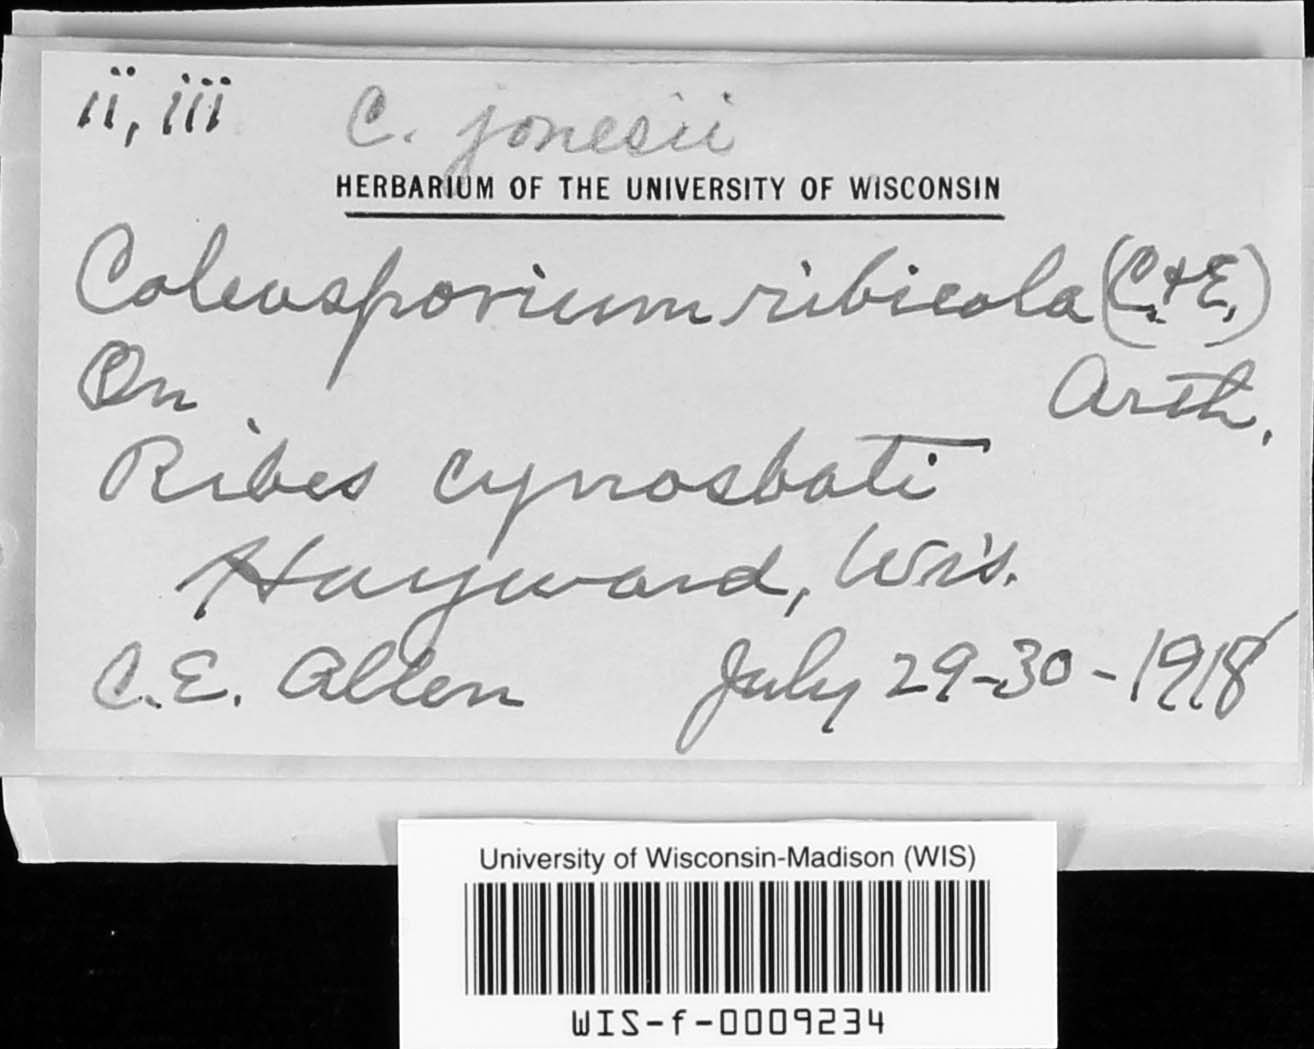 ii, iii C. jonesii
HERBARIUM OF THE UNIVERSITY OF WISCONSIN
Coleosporium ribicola (C. & E.)
On Arth.
Ribes cynosbati
Hayward, Wis.
C. E. Allen July 29-30-1918
University of Wisconsin-Madison (WIS)
WIS-f-0009234